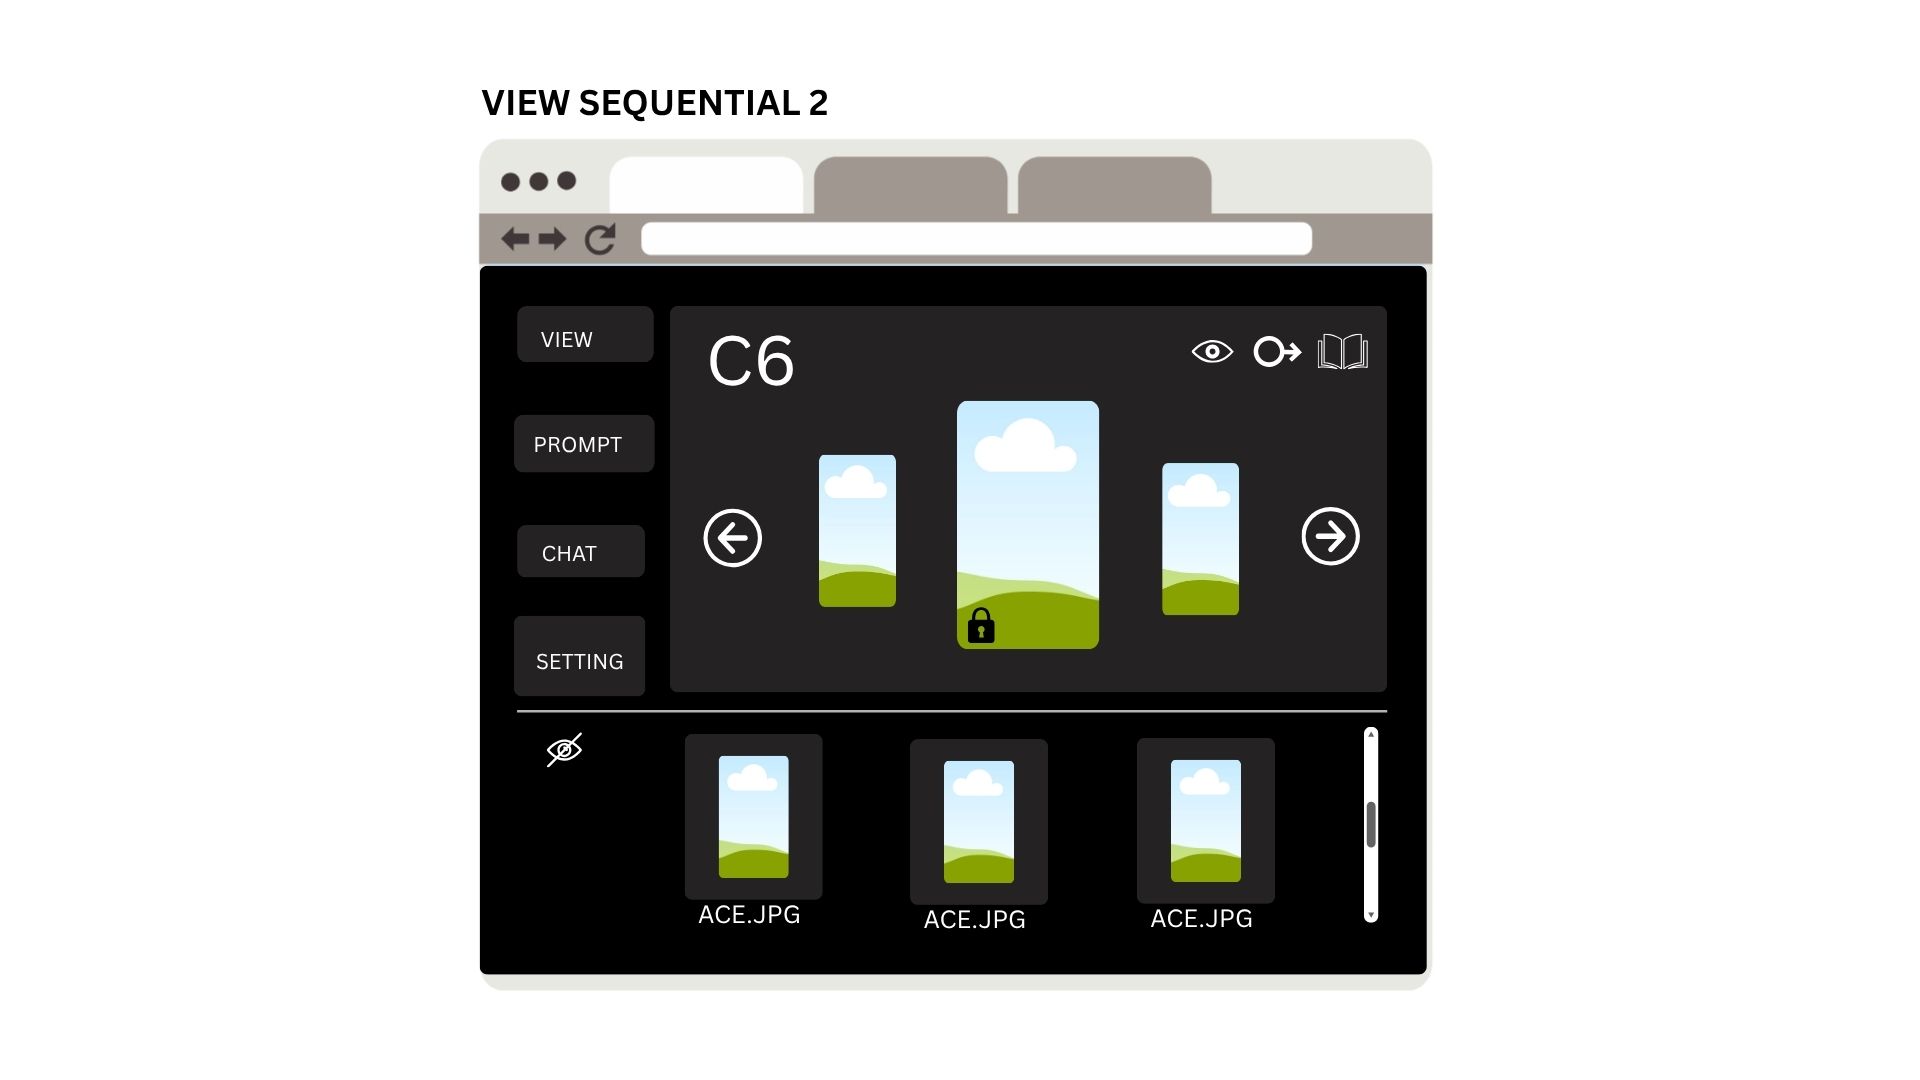 VIEW SEQUENTIAL 2
VIEW
C6
PROMPT
CHAT
SETTING
ACE.JPG
ACE.JPG
ACE.JPG